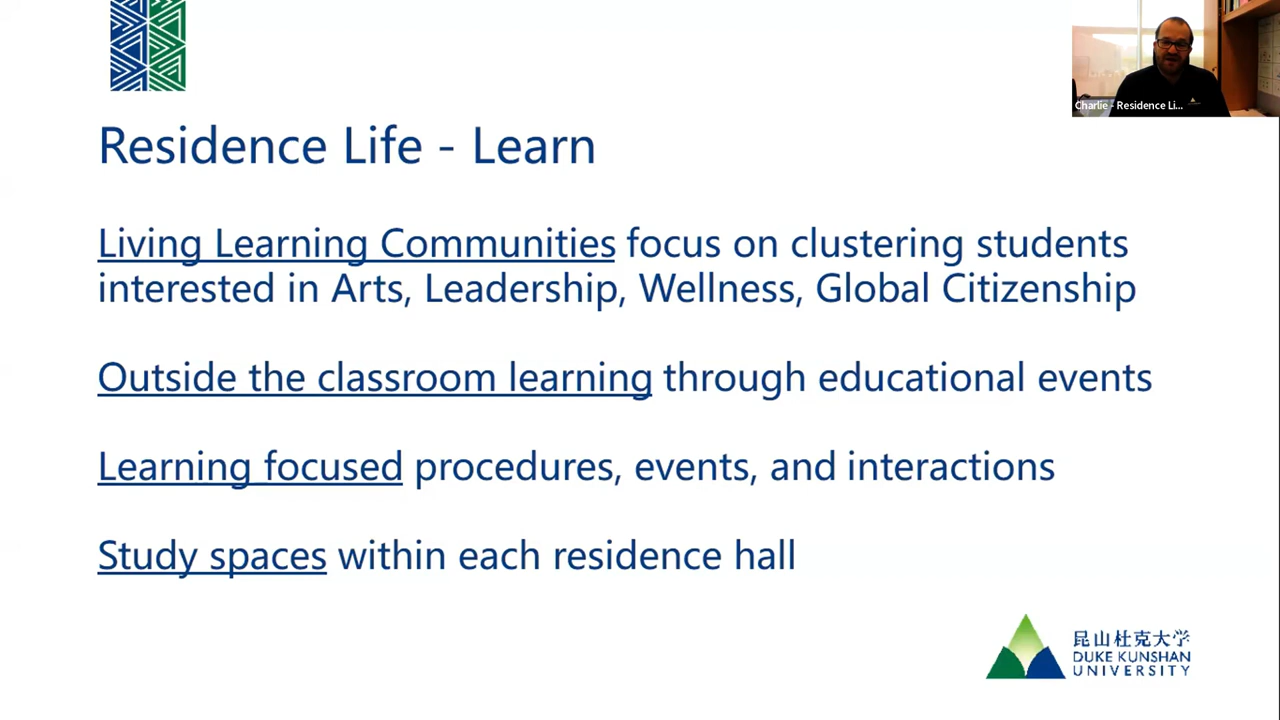 Charlie - Residence Li...
Residence Life - Learn
Living Learning Communities focus on clustering students
interested in Arts, Leadership, Wellness, Global Citizenship
Outside the classroom learning through educational events
Learning focused procedures, events, and interactions
Study spaces within each residence hall
昆山杜克大学
DUKE KUNSHAN
UNIVERSITY